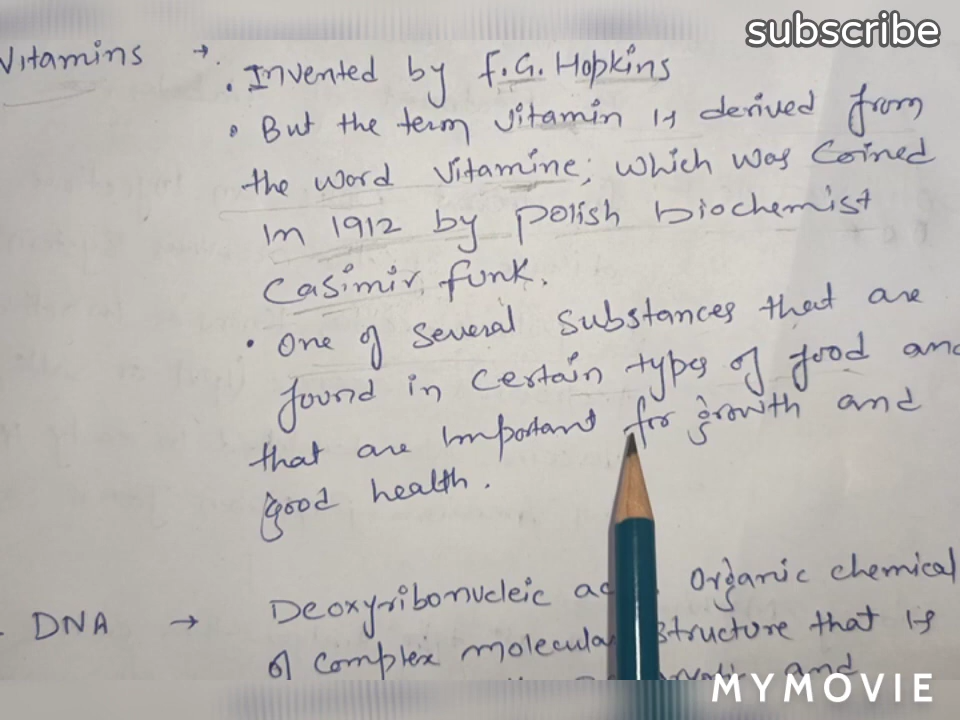 subscribe
Vitamins → . Invented by F.G. Hopkins
. But the term vitamin is derived from
the word vitamine; which was coined
in 1912 by polish biochemist
Casimir funk.
. One of several substances that are
found in certain types of food and
that are important for growth and
good health.
. DNA → Deoxyribonucleic organic chemical
of complex molecular structure that is
and
MYMOVIE